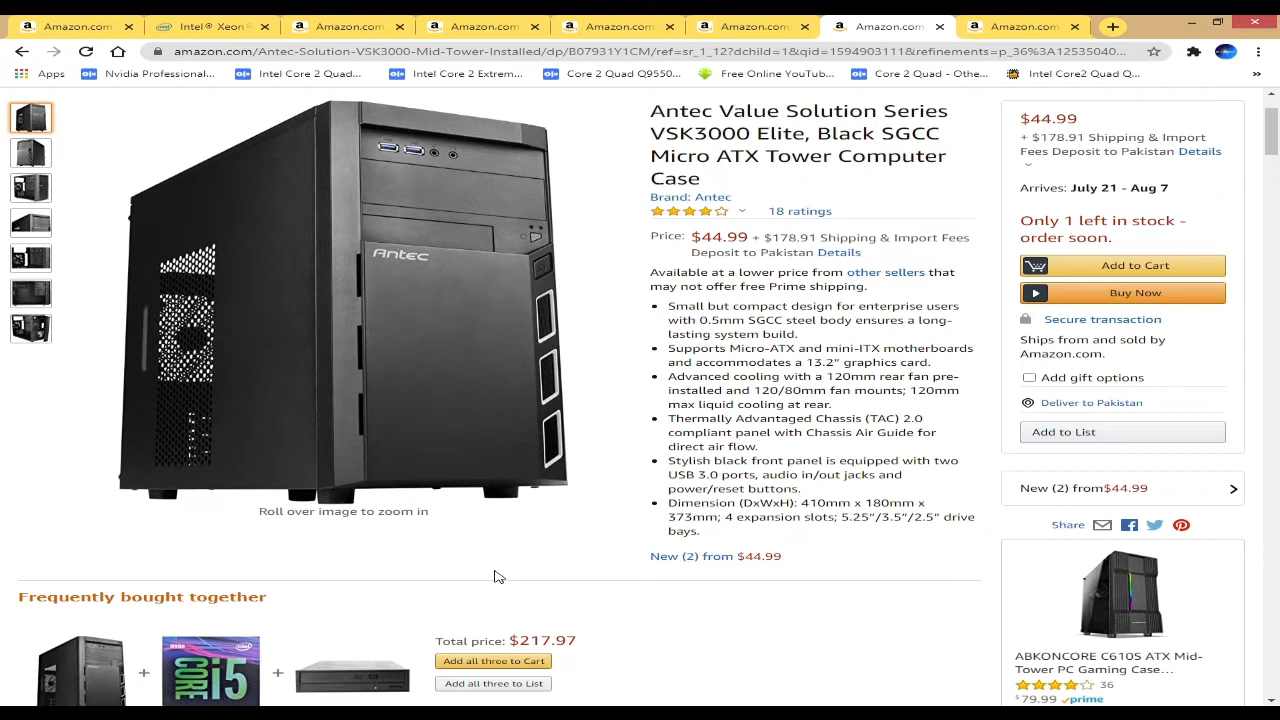 Amazon.com
Intel® Xeon®
Amazon.com
Amazon.com
Amazon.com
Amazon.com
Amazon.com
Amazon.com
amazon.com/Antec-Solution-VSK3000-Mid-Tower-Installed/dp/B07931Y1CM/ref=sr_1_12?dchild=1&qid=1594903111&refinements=p_36%3A12535040...
Apps
Nvidia Professional...
Intel Core 2 Quad...
Intel Core 2 Extrem...
Core 2 Quad Q9550...
Free Online YouTub...
Core 2 Quad - Othe...
Intel Core2 Quad Q...
»
Antec
Roll over image to zoom in
Antec Value Solution Series
VSK3000 Elite, Black SGCC
Micro ATX Tower Computer
Case
Brand: Antec
18 ratings
Price: $44.99 + $178.91 Shipping & Import Fees
Deposit to Pakistan Details
Available at a lower price from other sellers that
may not offer free Prime shipping.
• Small but compact design for enterprise users
with 0.5mm SGCC steel body ensures a long-
lasting system build.
• Supports Micro-ATX and mini-ITX motherboards
and accommodates a 13.2" graphics card.
• Advanced cooling with a 120mm rear fan pre-
installed and 120/80mm fan mounts; 120mm
max liquid cooling at rear.
• Thermally Advantaged Chassis (TAC) 2.0
compliant panel with Chassis Air Guide for
direct air flow.
• Stylish black front panel is equipped with two
USB 3.0 ports, audio in/out jacks and
power/reset buttons.
• Dimension (DxWxH): 410mm x 180mm x
373mm; 4 expansion slots; 5.25"/3.5"/2.5" drive
bays.
New (2) from $44.99
$44.99
+ $178.91 Shipping & Import
Fees Deposit to Pakistan Details
Arrives: July 21 - Aug 7
Only 1 left in stock -
order soon.
Add to Cart
Buy Now
Secure transaction
Ships from and sold by
Amazon.com.
Add gift options
Deliver to Pakistan
Add to List
New (2) from$44.99
Share
ABKONCORE C610S ATX Mid-
Tower PC Gaming Case...
36
$79.99 prime
Frequently bought together
+
CORE i5
+
Total price: $217.97
Add all three to Cart
Add all three to List